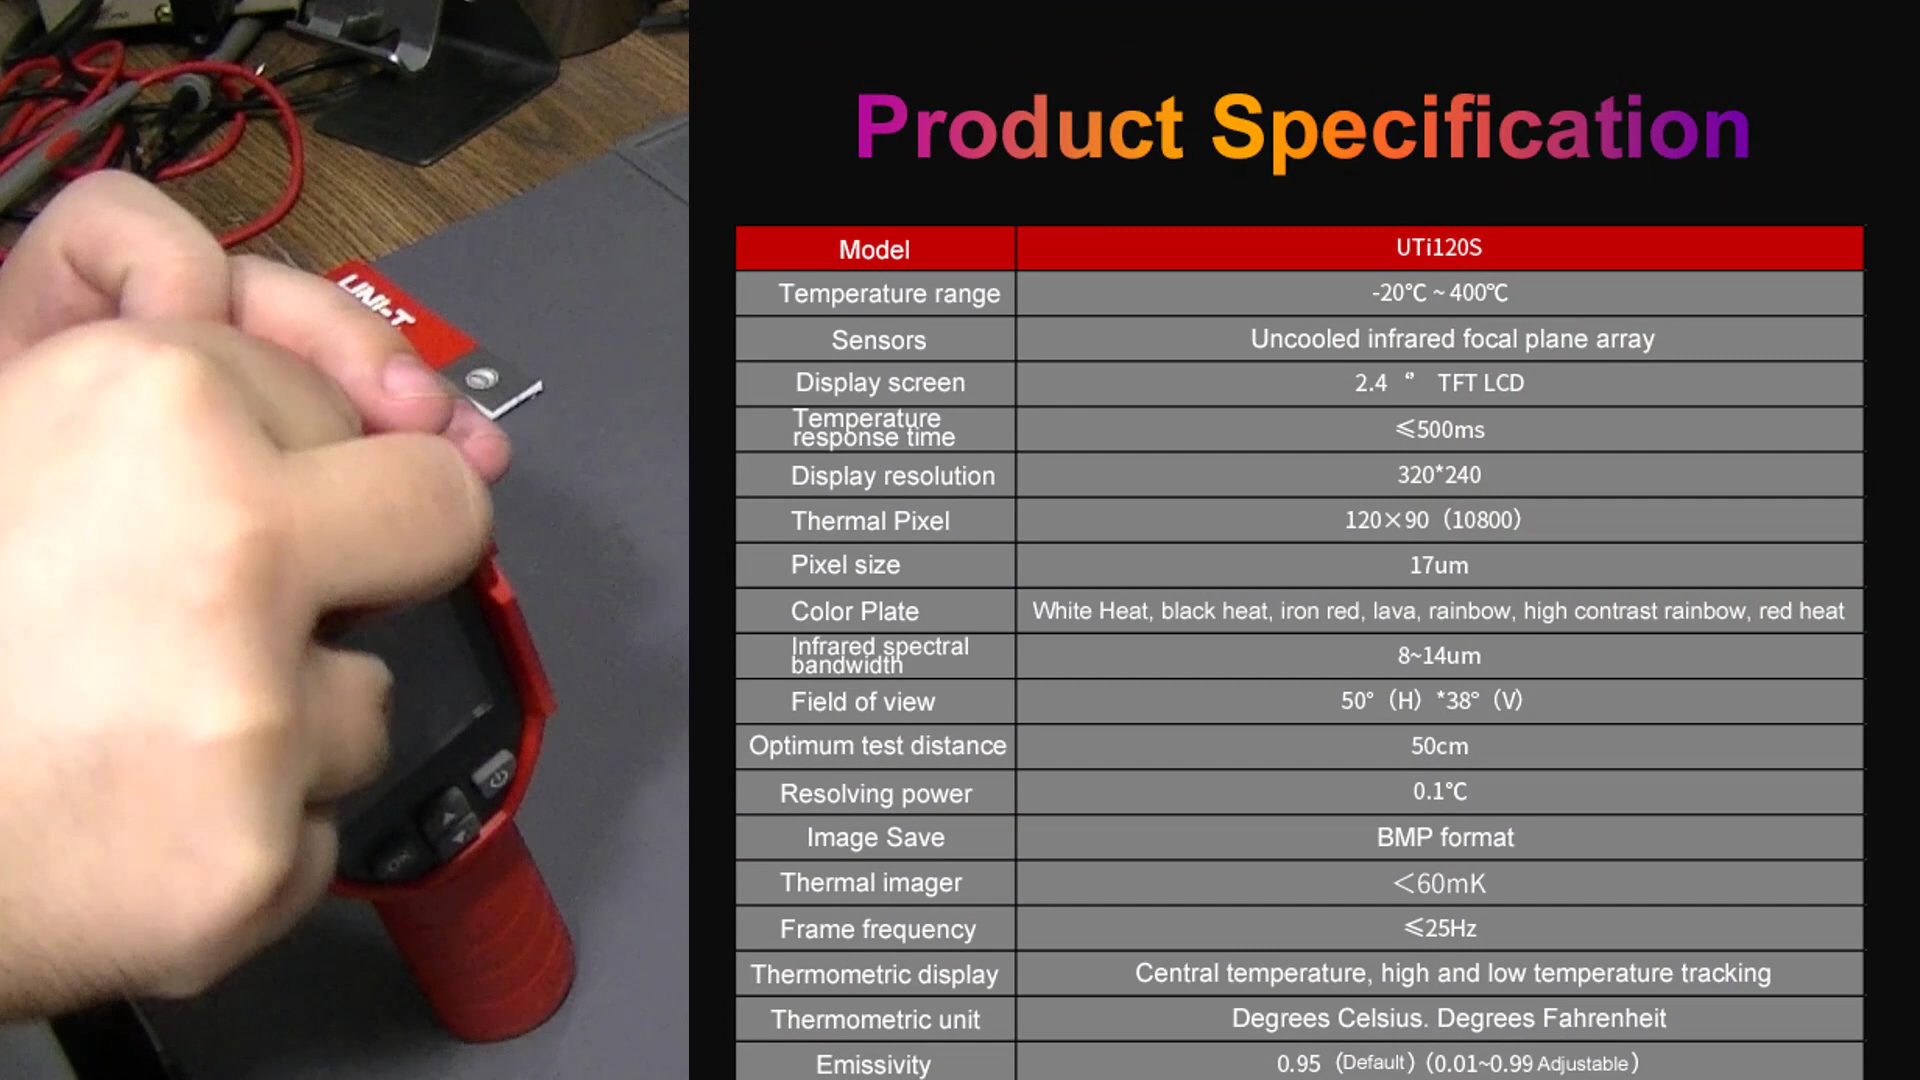 UNI-T
OK
Product Specification
Model UTi120S
Temperature range -20℃ ~ 400℃
Sensors Uncooled infrared focal plane array
Display screen 2.4 " TFT LCD
Temperature
response time ≤500ms
Display resolution 320*240
Thermal Pixel 120×90（10800）
Pixel size 17um
Color Plate White Heat, black heat, iron red, lava, rainbow, high contrast rainbow, red heat
Infrared spectral
bandwidth 8~14um
Field of view 50°（H）*38°（V）
Optimum test distance 50cm
Resolving power 0.1℃
Image Save BMP format
Thermal imager ＜60mK
Frame frequency ≤25Hz
Thermometric display Central temperature, high and low temperature tracking
Thermometric unit Degrees Celsius. Degrees Fahrenheit
Emissivity 0.95（Default）(0.01~0.99 Adjustable）